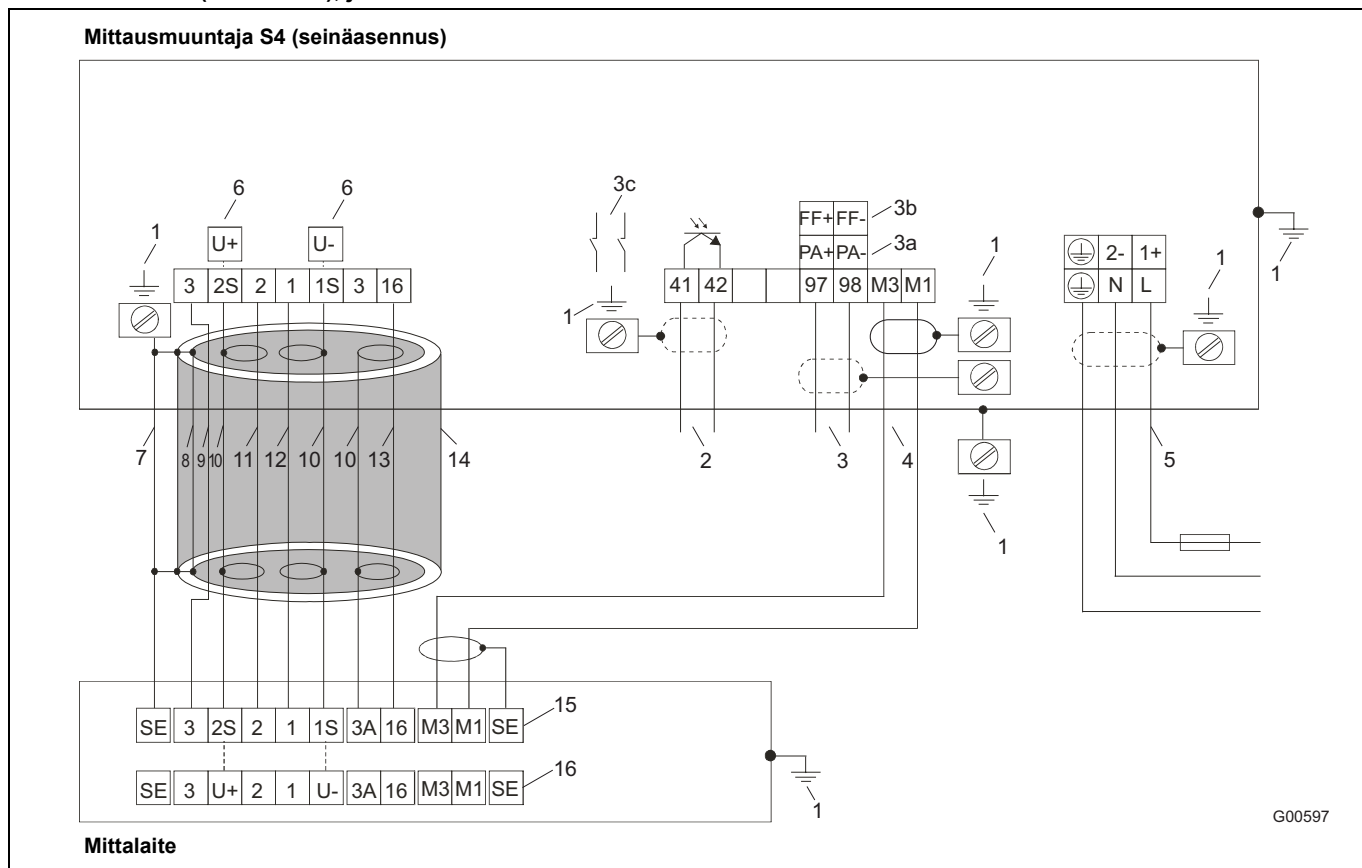 Mittausmuuntaja S4 (seinäasennus)
6 6 3c
FF+ FF- 3b
1 U+ U- PA+ PA- 3a 1 2- 1+ 1 1
3 2S 2 1 1S 3 16 41 42 97 98 M3 M1 N L
1
7 8 9 10 11 12 10 10 13 14 2 3 4 5
1
SE 3 2S 2 1 1S 3A 16 M3 M1 SE 15
SE 3 U+ 2 1 U- 3A 16 M3 M1 SE 16
1
G00597
Mittalaite